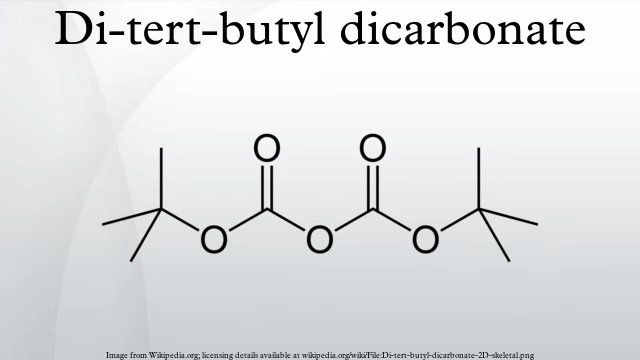 Di-tert-butyl dicarbonate
O O
O O O
Image from Wikipedia.org; licensing details available at wikipedia.org/wiki/File:Di-tert-butyl-dicarbonate-2D-skeletal.png